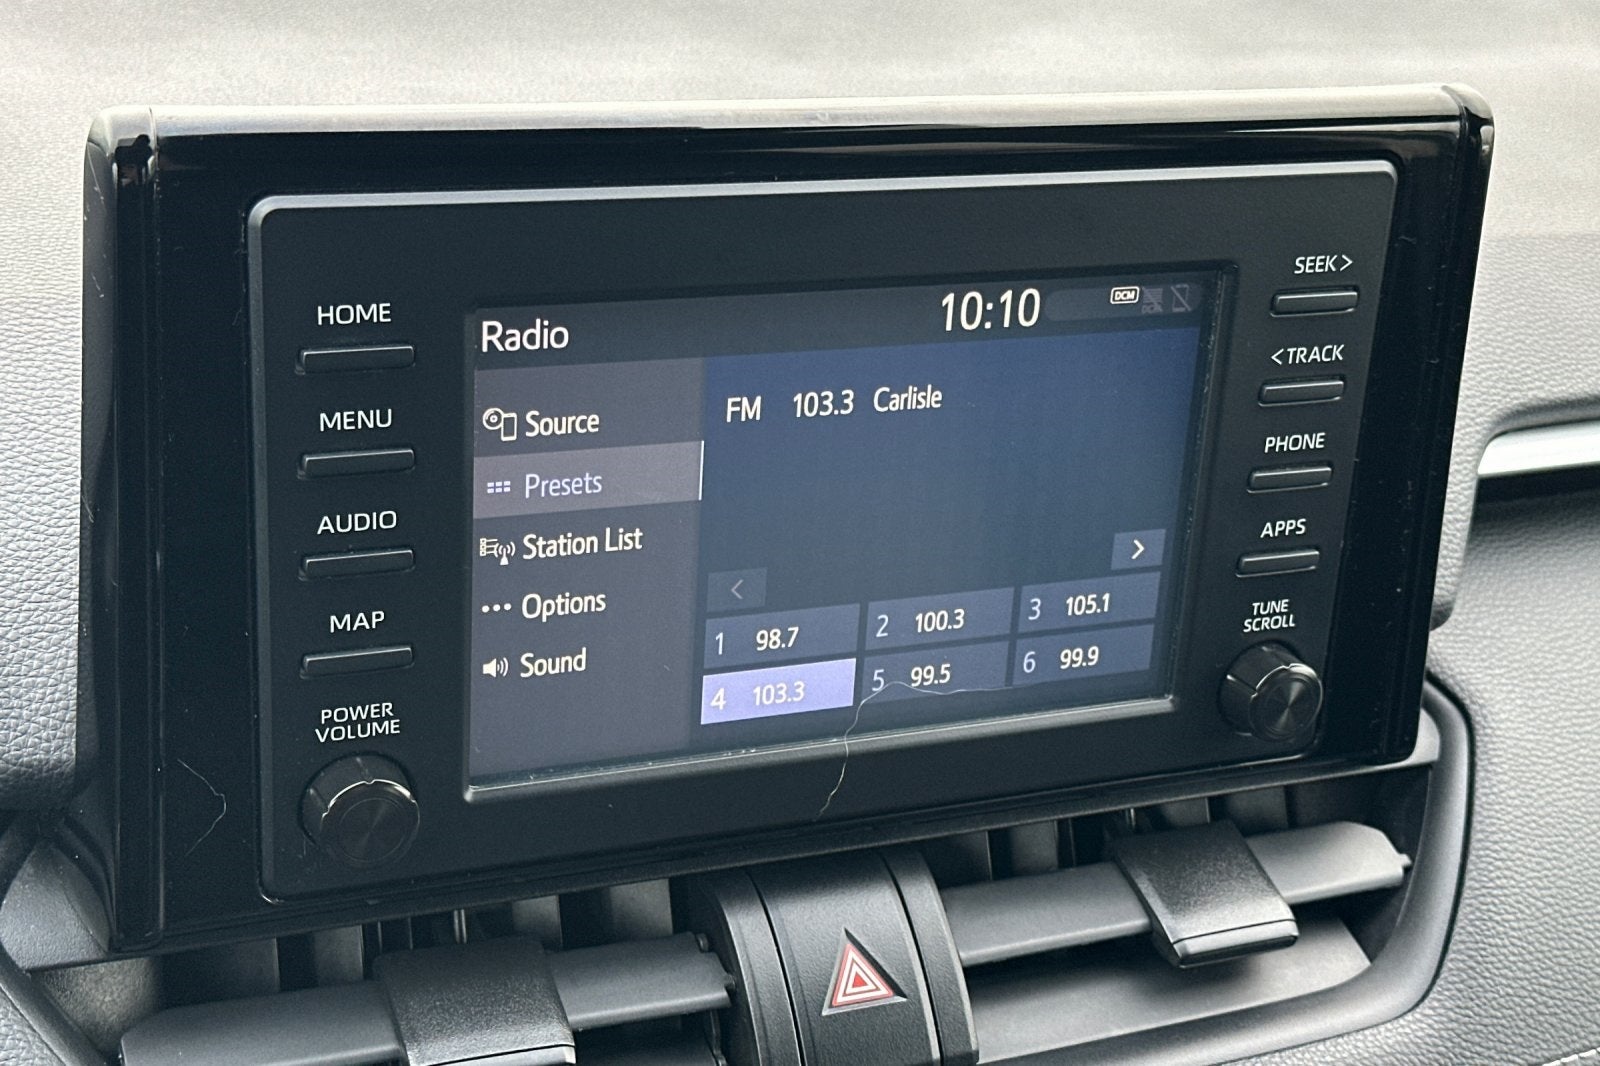 HOME
MENU
AUDIO
MAP
POWER
VOLUME
Radio
10:10
DCM
Source
Presets
Station List
Options
Sound
FM 103.3 Carlisle
<
>
1 98.7
2 100.3
3 105.1
4 103.3
5 99.5
6 99.9
SEEK>
<TRACK
PHONE
APPS
TUNE
SCROLL